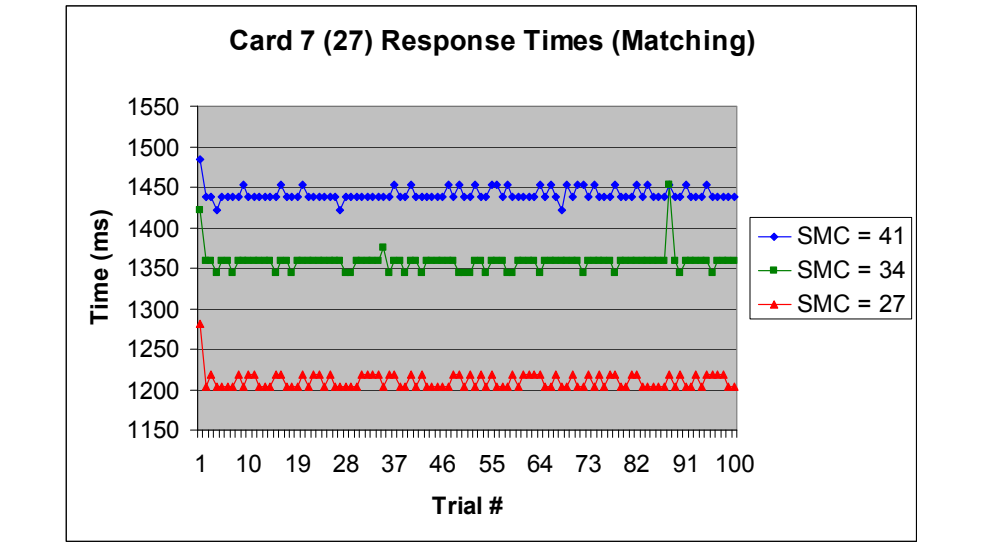 Card 7 (27) Response Times (Matching)
1550
1500
1450
1400
1350
1300
1250
1200
1150
Time (ms)
1 10 19 28 37 46 55 64 73 82 91 100
Trial #
SMC = 41
SMC = 34
SMC = 27